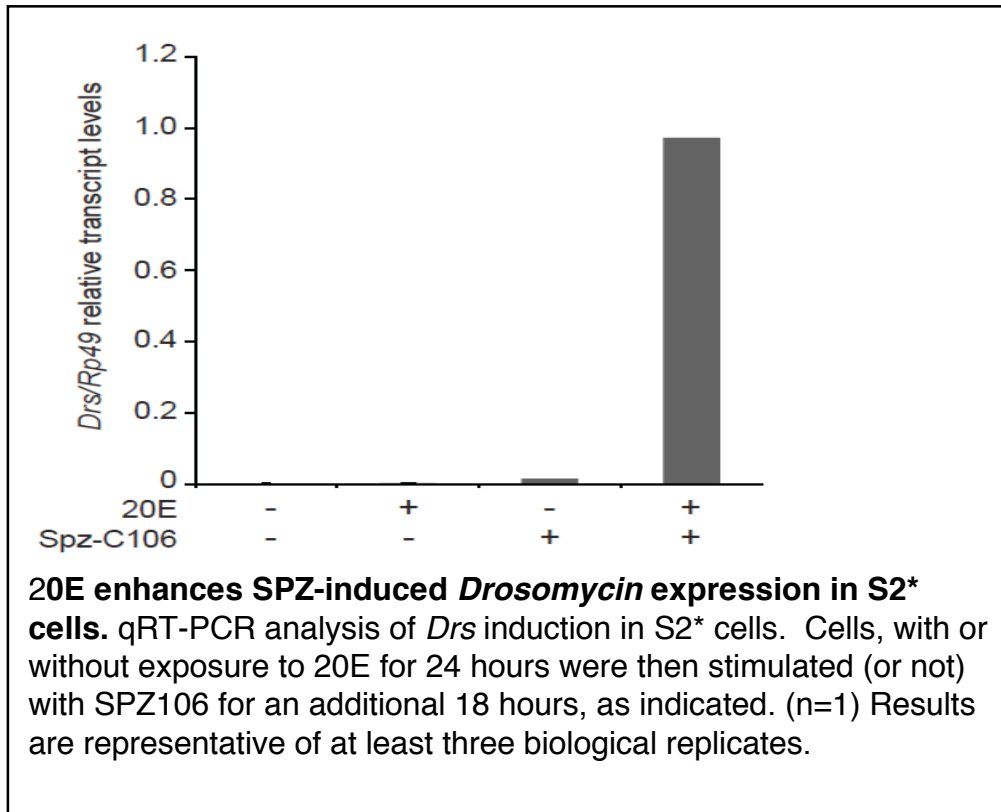 1.2
1.0
0.8
0.6
0.4
0.2
0
Drs/Rp49 relative transcript levels
20E - + - +
Spz-C106 - - + +
20E enhances SPZ-induced Drosomycin expression in S2*
cells. qRT-PCR analysis of Drs induction in S2* cells. Cells, with or
without exposure to 20E for 24 hours were then stimulated (or not)
with SPZ106 for an additional 18 hours, as indicated. (n=1) Results
are representative of at least three biological replicates.